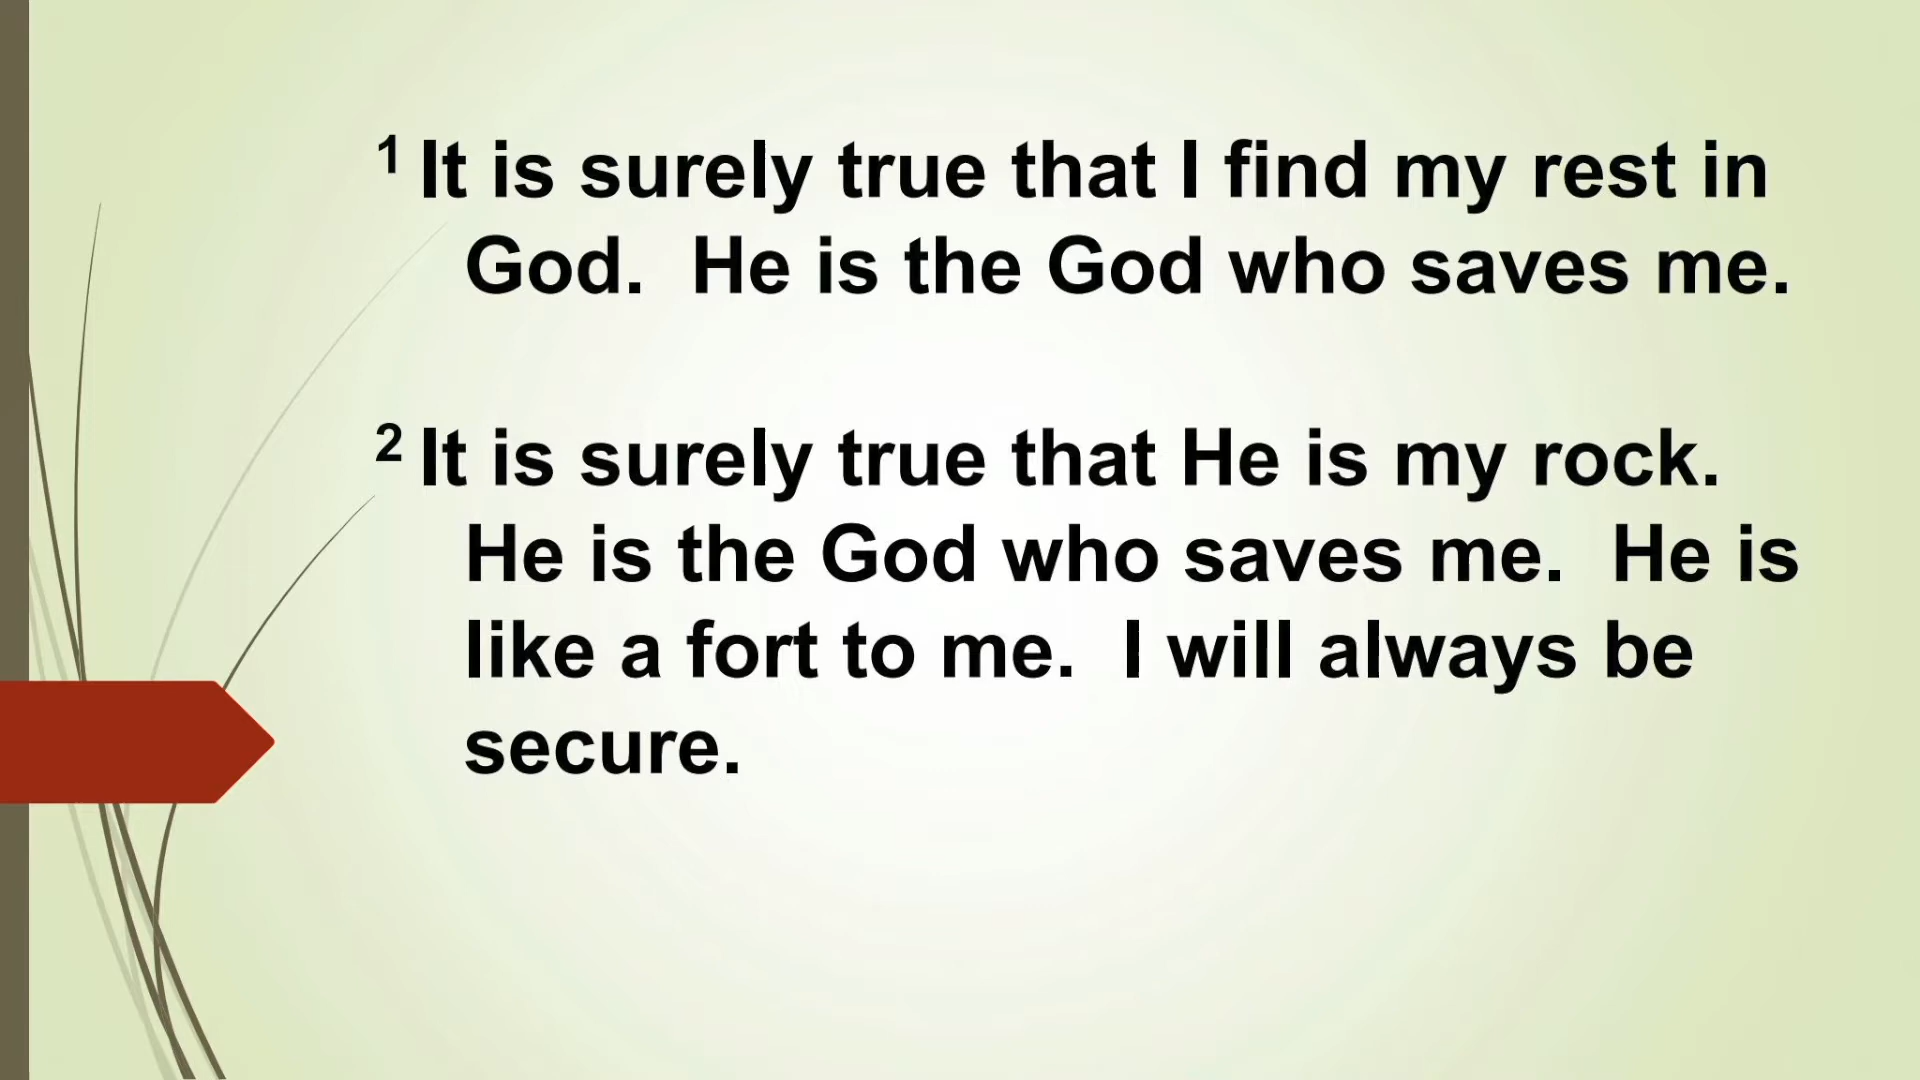 1 It is surely true that I find my rest in
God.  He is the God who saves me.
2 It is surely true that He is my rock.
He is the God who saves me.  He is
like a fort to me.  I will always be
secure.